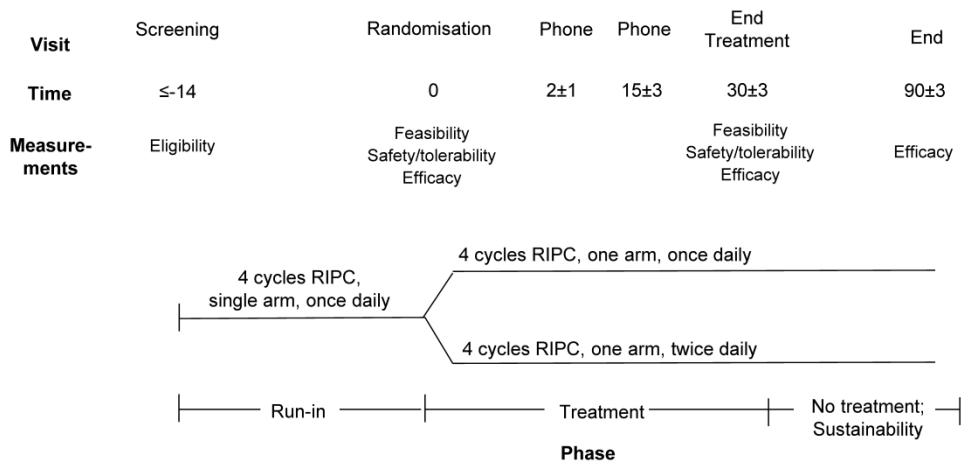 Visit
Screening
Randomisation
Phone
Phone
End
Treatment
End
Time
≤-14
0
2±1
15±3
30±3
90±3
Measure-
ments
Eligibility
Feasibility
Safety/tolerability
Efficacy
Feasibility
Safety/tolerability
Efficacy
Efficacy
4 cycles RIPC,
single arm, once daily
4 cycles RIPC, one arm, once daily
4 cycles RIPC, one arm, twice daily
Run-in
Treatment
No treatment;
Sustainability
Phase